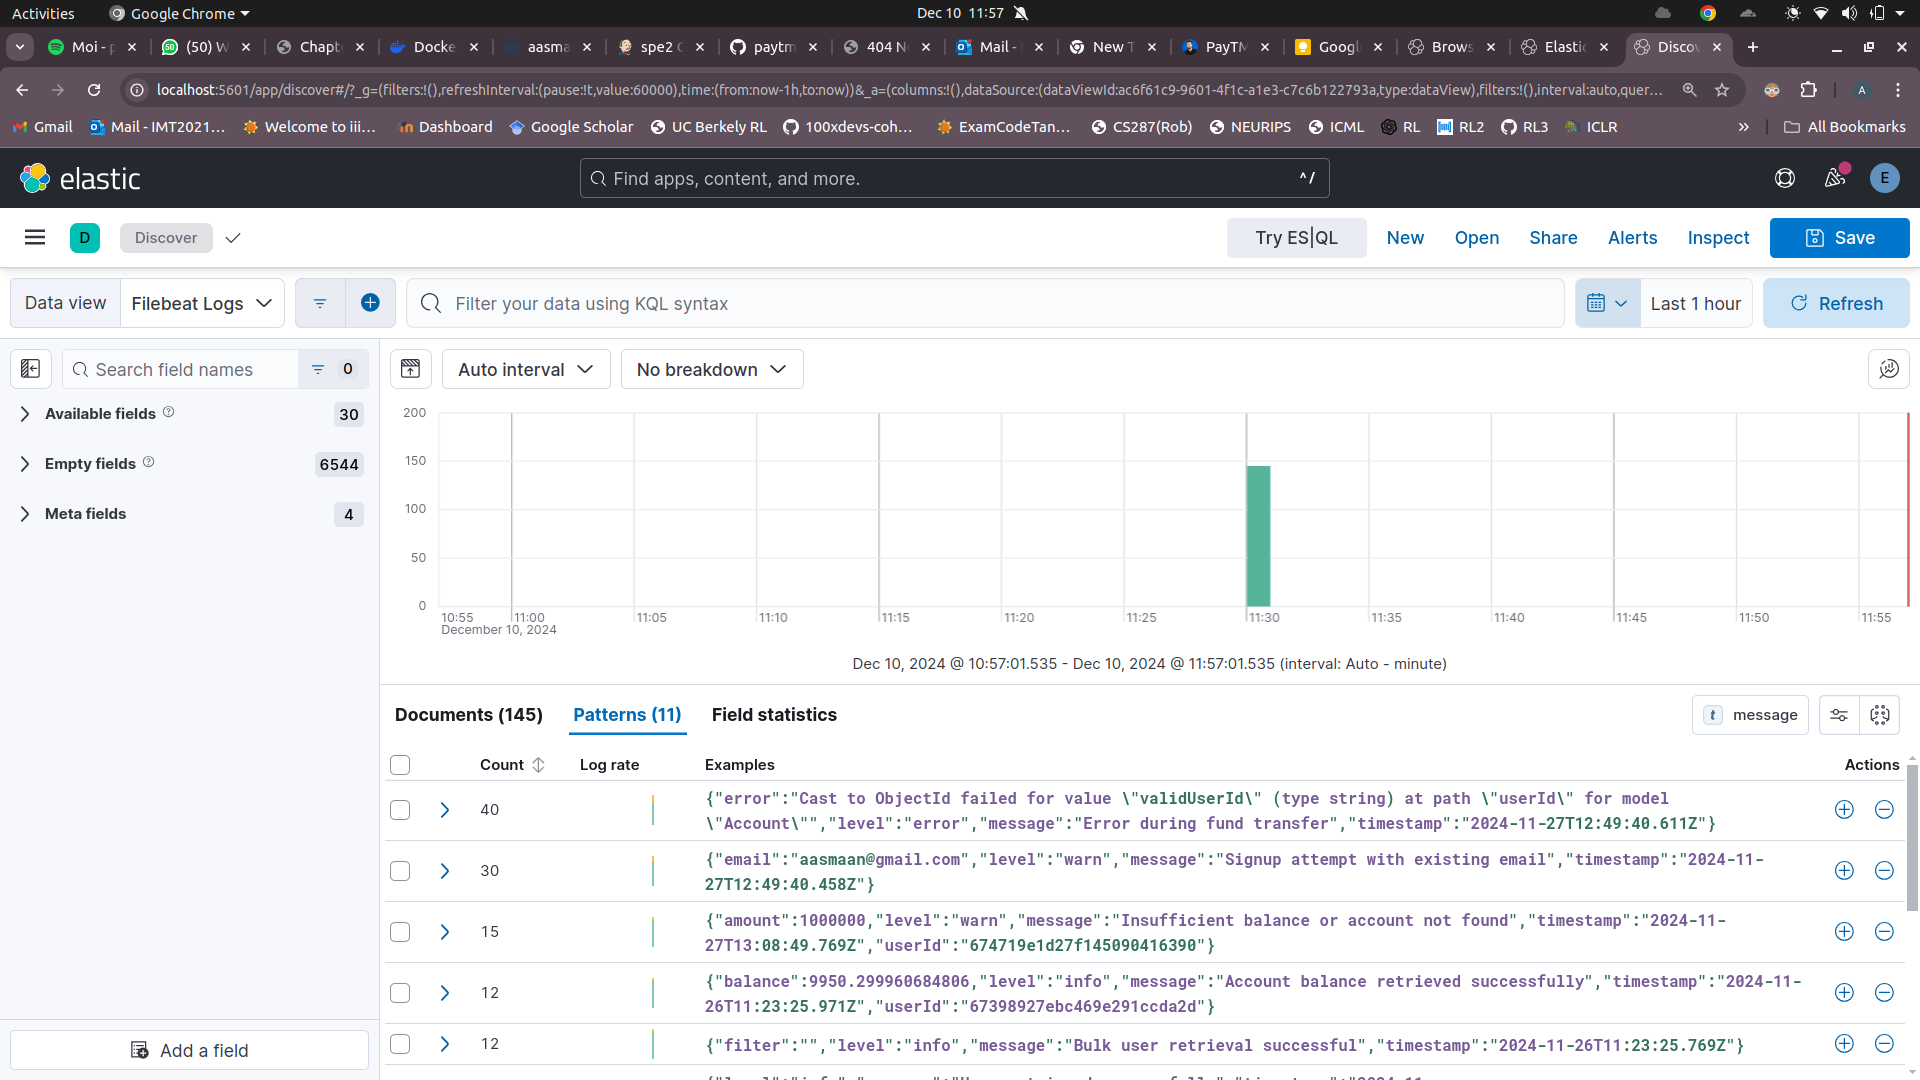 Activities
Google Chrome
Dec 10 11:57
Moi - p
(50) W
Chapt
Docke
aasma
spe2 C
paytm
404 N
Mail -
New T
PayTM
Googl
Brows
Elastic
Discov
localhost:5601/app/discover#/?_g=(filters:!(),refreshInterval:(pause:!t,value:60000),time:(from:now-1h,to:now))&_a=(columns:!(),dataSource:(dataViewId:ac6f61c9-9601-4f1c-a1e3-c7c6b122793a,type:dataView),filters:!(),interval:auto,quer...
A
Gmail
Mail - IMT2021...
Welcome to iii...
Dashboard
Google Scholar
UC Berkely RL
100xdevs-coh...
ExamCodeTan...
CS287(Rob)
NEURIPS
ICML
RL
RL2
RL3
ICLR
All Bookmarks
elastic
Find apps, content, and more.
^/
E
D
Discover
Try ES|QL
New
Open
Share
Alerts
Inspect
Save
Data view
Filebeat Logs
Filter your data using KQL syntax
Last 1 hour
Refresh
Search field names
0
Auto interval
No breakdown
Available fields
30
Empty fields
6544
Meta fields
4
Add a field
200
150
100
50
0
10:55
11:00
11:05
11:10
11:15
11:20
11:25
11:30
11:35
11:40
11:45
11:50
11:55
December 10, 2024
Dec 10, 2024 @ 10:57:01.535 - Dec 10, 2024 @ 11:57:01.535 (interval: Auto - minute)
Documents (145)
Patterns (11)
Field statistics
t message
Count
Log rate
Examples
Actions
40
{"error":"Cast to ObjectId failed for value \"validUserId\" (type string) at path \"userId\" for model
\"Account\"","level":"error","message":"Error during fund transfer","timestamp":"2024-11-27T12:49:40.611Z"}
30
{"email":"aasmaan@gmail.com","level":"warn","message":"Signup attempt with existing email","timestamp":"2024-11-
27T12:49:40.458Z"}
15
{"amount":1000000,"level":"warn","message":"Insufficient balance or account not found","timestamp":"2024-11-
27T13:08:49.769Z","userId":"674719e1d27f145090416390"}
12
{"balance":9950.299960684806,"level":"info","message":"Account balance retrieved successfully","timestamp":"2024-11-
26T11:23:25.971Z","userId":"67398927ebc469e291ccda2d"}
12
{"filter":"","level":"info","message":"Bulk user retrieval successful","timestamp":"2024-11-26T11:23:25.769Z"}